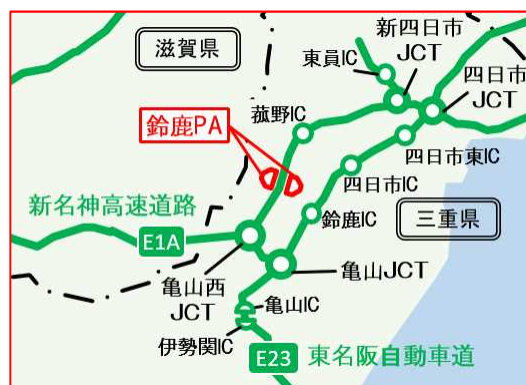 滋賀県
東員IC
新四日市
JCT
四日市
JCT
鈴鹿PA
菰野IC
四日市東IC
四日市IC
新名神高速道路
鈴鹿IC
三重県
E1A
亀山西
JCT
亀山JCT
亀山IC
伊勢関IC
E23
東名阪自動車道